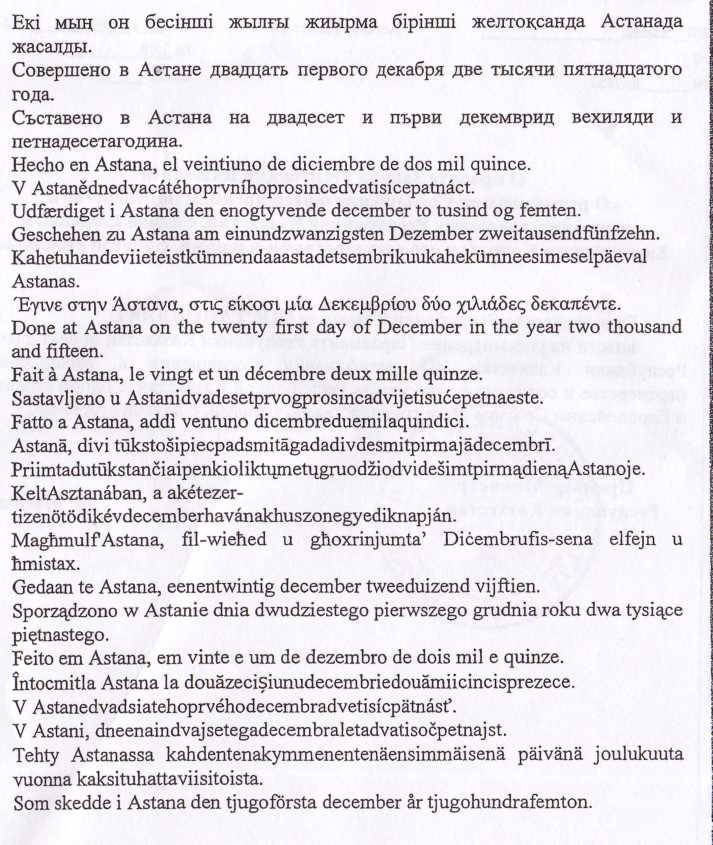 Екі мың он бесінші жылғы жиырма бірінші желтоқсанда Астанада
жасалды.
Совершено в Астане двадцать первого декабря две тысячи пятнадцатого
года.
Съставено в Астана на двадесет и първи декемврид вехиляди и
петнадесетагодина.
Hecho en Astana, el veintiuno de diciembre de dos mil quince.
V Astanědnedvacátéhoprvníhoprosincedvatisícepatnáct.
Udfærdiget i Astana den enogtyvende december to tusind og femten.
Geschehen zu Astana am einundzwanzigsten Dezember zweitausendfünfzehn.
Kahetuhandeviieteistkümnendaaastadetsembrikuukahekümneesimeselpäeval
Astanas.
Έγινε στην Άστανα, στις είκοσι μία Δεκεμβρίου δύο χιλιάδες δεκαπέντε.
Done at Astana on the twenty first day of December in the year two thousand
and fifteen.
Fait à Astana, le vingt et un décembre deux mille quinze.
Sastavljeno u Astanidvadesetprvogprosincadvijetisućepetnaeste.
Fatto a Astana, addì ventuno dicembreduemilaquindici.
Astanā, divi tūkstošipiecpadsmitāgadadivdesmitpirmajādecembrī.
PriimtadutūkstančiaipenkioliktųmetųgruodžiodvidešimtpirmądienąAstanoje.
KeltAsztanában, a akétezer-
tizenötödikévdecemberhavánakhuszonegyediknapján.
Magħmulf'Astana, fil-wieħed u għoxrinjumta’ Diċembrufis-sena elfejn u
ħmistax.
Gedaan te Astana, eenentwintig december tweeduizend vijftien.
Sporządzono w Astanie dnia dwudziestego pierwszego grudnia roku dwa tysiące
piętnastego.
Feito em Astana, em vinte e um de dezembro de dois mil e quinze.
Întocmitla Astana la douăzecişiunudecembriedouămiicincisprezece.
V Astanedvadsiatehoprvéhodecembradvetisícpätnásť.
V Astani, dneenaindvajsetegadecembraletadvatisočpetnajst.
Tehty Astanassa kahdentenakymmenentenäensimmäisenä päivänä joulukuuta
vuonna kaksituhattaviisitoista.
Som skedde i Astana den tjugoförsta december år tjugohundrafemton.